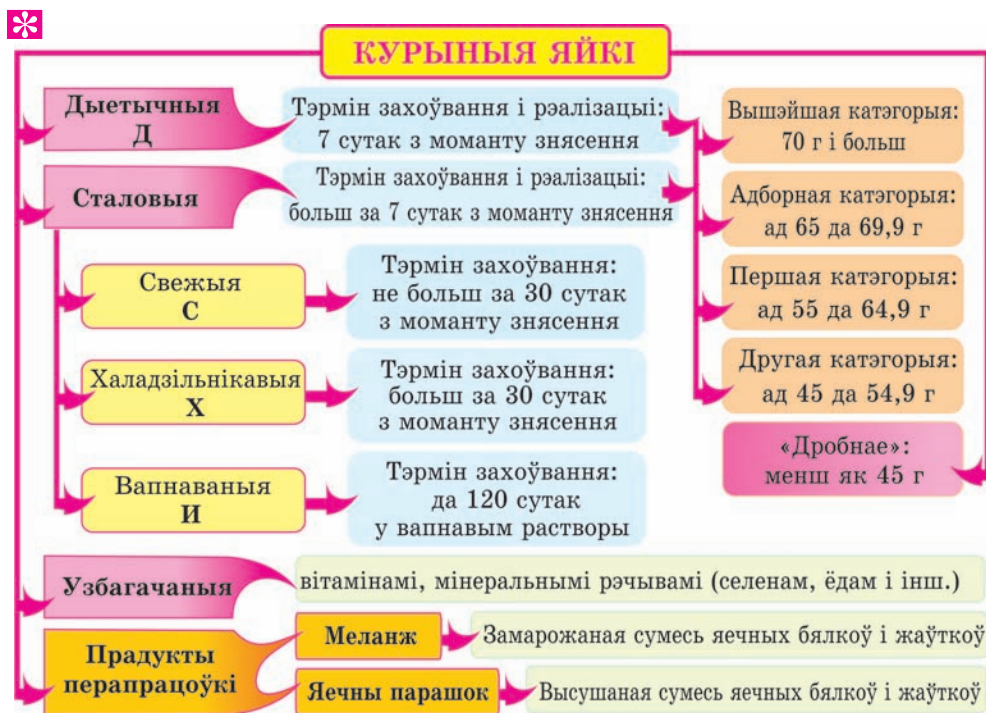 КУРЫНЫЯ ЯЙКІ
Дыетычныя
Д
Тэрмін захоўвання і рэалізацыі:
7 сутак з моманту знясення
Сталовыя
Тэрмін захоўвання і рэалізацыі:
больш за 7 сутак з моманту знясення
Свежыя
С
Тэрмін захоўвання:
не больш за 30 сутак
з моманту знясення
Халадзільнікавыя
Х
Тэрмін захоўвання:
больш за 30 сутак
з моманту знясення
Вапнаваныя
И
Тэрмін захоўвання:
да 120 сутак
у вапнавым растворы
Вышэйшая катэгорыя:
70 г і больш
Адборная катэгорыя:
ад 65 да 69,9 г
Першая катэгорыя:
ад 55 да 64,9 г
Другая катэгорыя:
ад 45 да 54,9 г
«Дробнае»:
менш як 45 г
Узбагачаныя
вітамінамі, мінеральнымі рэчывамі (селенам, ёдам і інш.)
Прадукты
перапрацоўкі
Меланж
Замарожаная сумесь яечных бялкоў і жаўткоў
Яечны парашок
Высушаная сумесь яечных бялкоў і жаўткоў